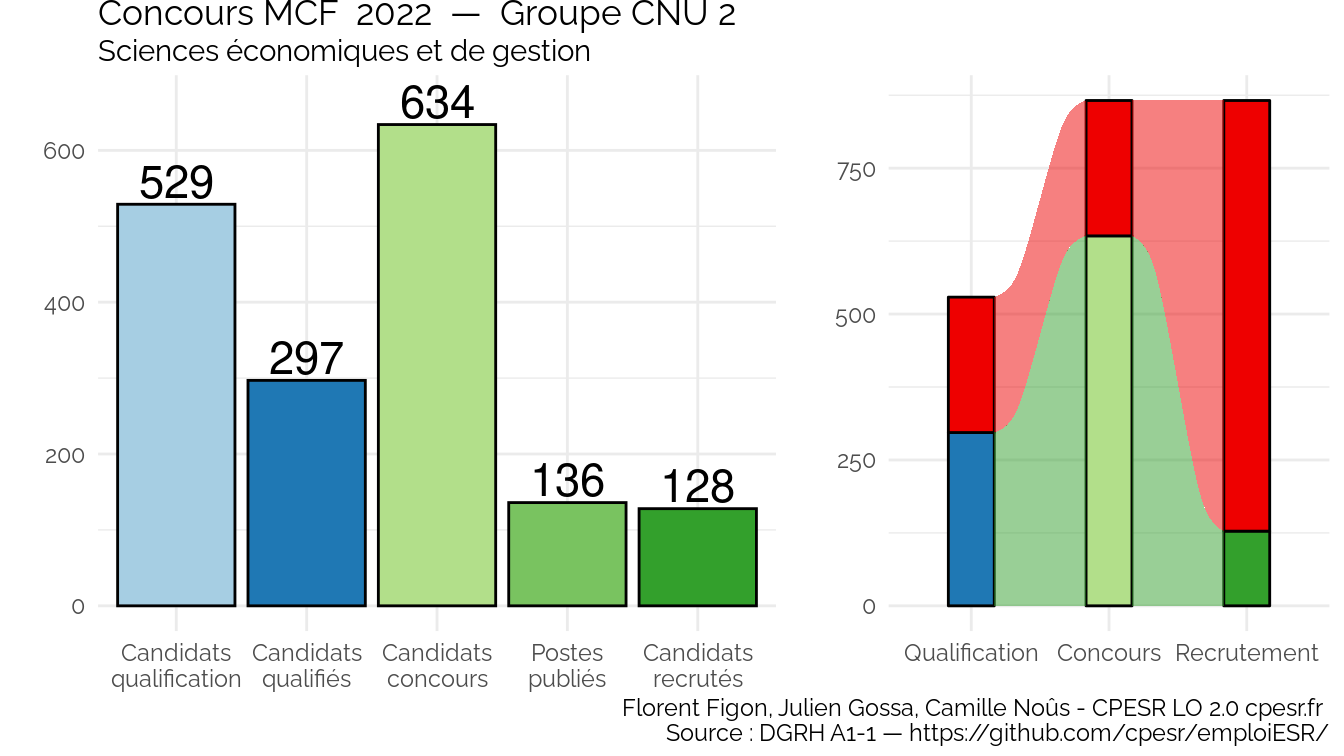 Concours MCF 2022 — Groupe CNU 2
Sciences économiques et de gestion
634
529
297
136
128
600
400
200
0
Candidats qualification
Candidats qualifiés
Candidats concours
Postes publiés
Candidats recrutés
750
500
250
0
Qualification
Concours
Recrutement
Florent Figon, Julien Gossa, Camille Noûs - CPESR LO 2.0 cpesr.fr
Source : DGRH A1-1 — https://github.com/cpesr/emploiESR/